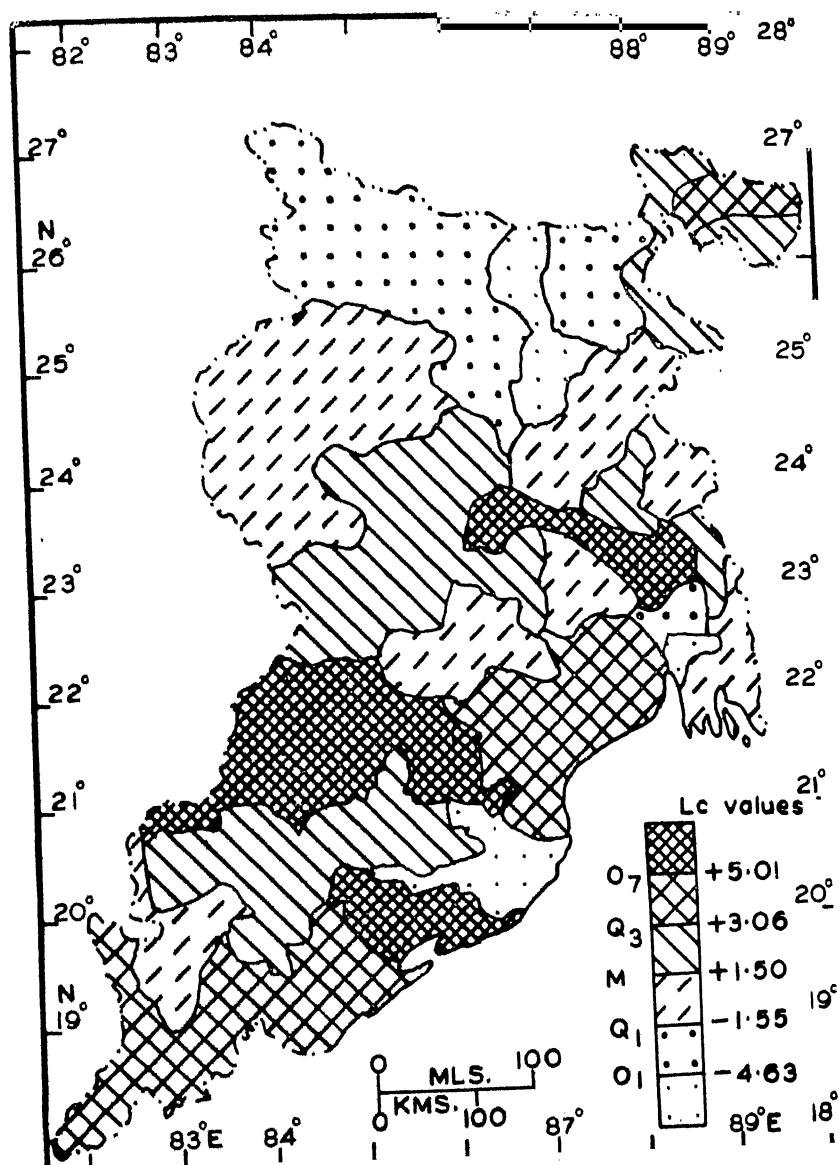 82° 83° 84° 88° 89° 28°
27° 27°
N
26°
25° 25°
24° 24°
23° 23°
22° 22°
21° 21°
Lc values
O7 +5·01
20° 20°
Q3 +3·06
M +1·50
N
19° 19°
Q1 -1·55
O1 -4·63
0 100
MLS.
KMS.
0 100
83°E 84° 87° 89°E 18°